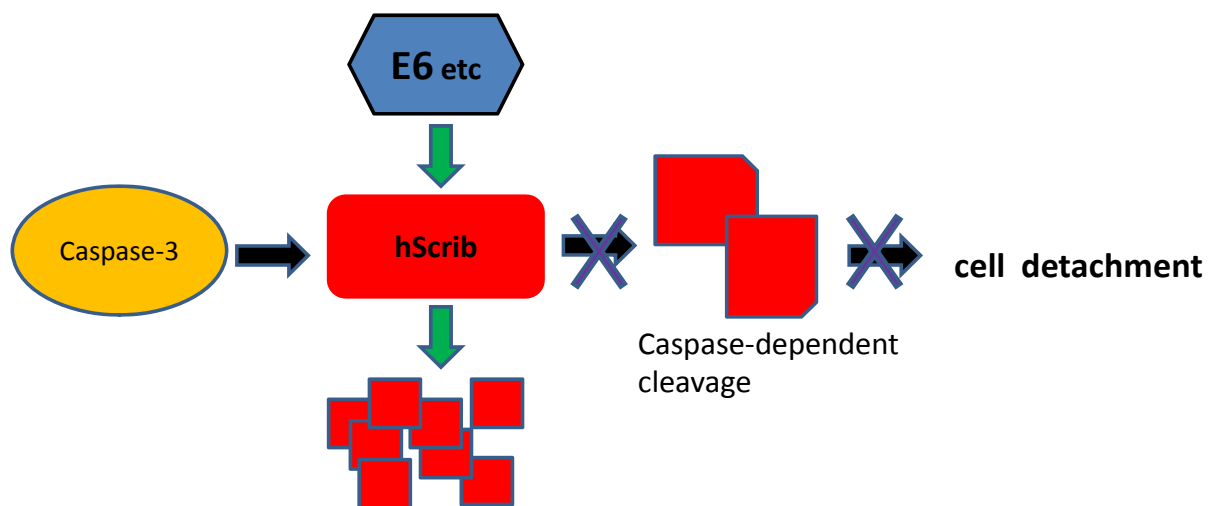 E6 etc
Caspase-3
hScrib
cell detachment
Caspase-dependent
cleavage